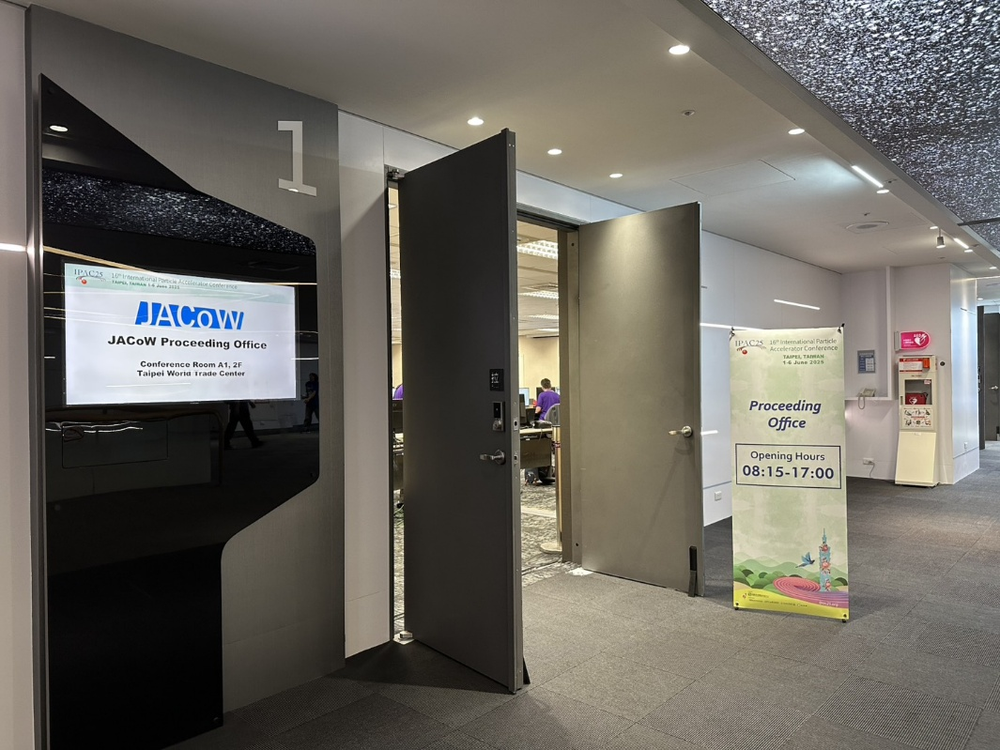 1
IPAC25
16th International Particle Accelerator Conference
TAIPEI, TAIWAN 1-6 June 2025
JACoW
JACoW Proceeding Office
Conference Room A1, 2F
Taipei World Trade Center
IPAC25
16th International Particle
Accelerator Conference
TAIPEI, TAIWAN
1-6 June 2025
Proceeding
Office
Opening Hours
08:15-17:00
AED